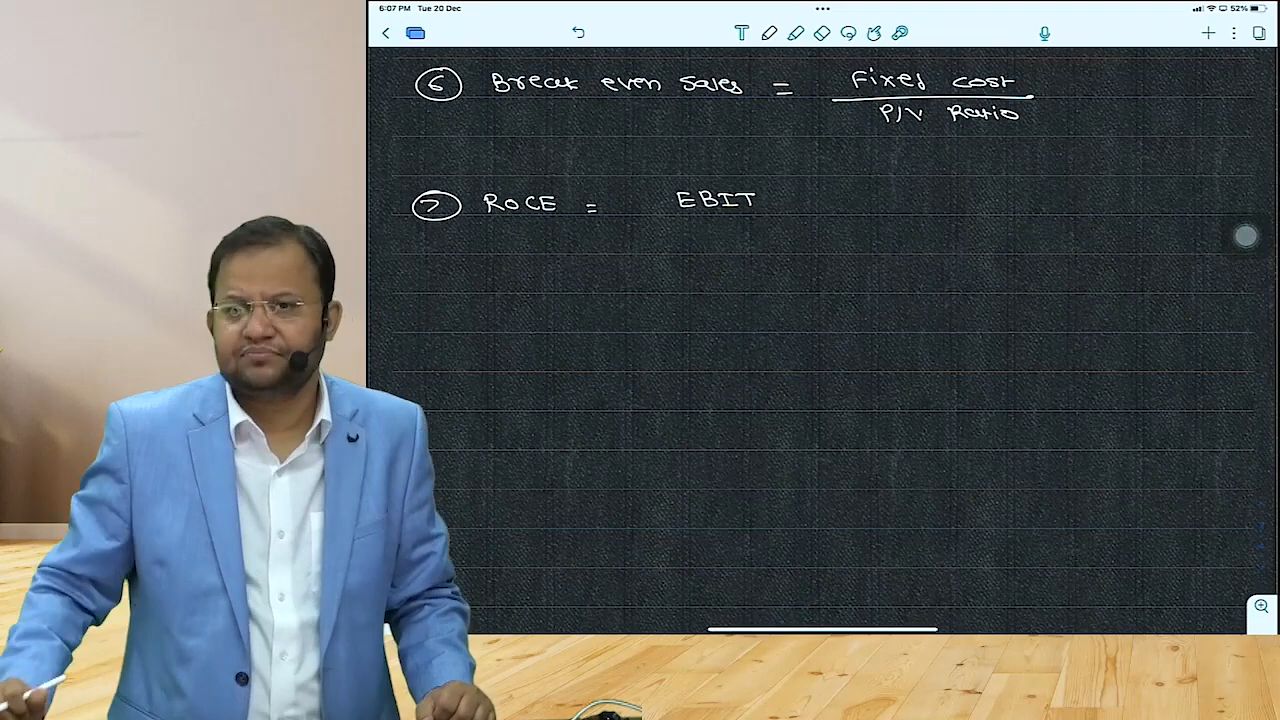 6:07 PM Tue 20 Dec
52%
6 Break even Sales = Fixed Cost
P/V Ratio
7 ROCE = EBIT